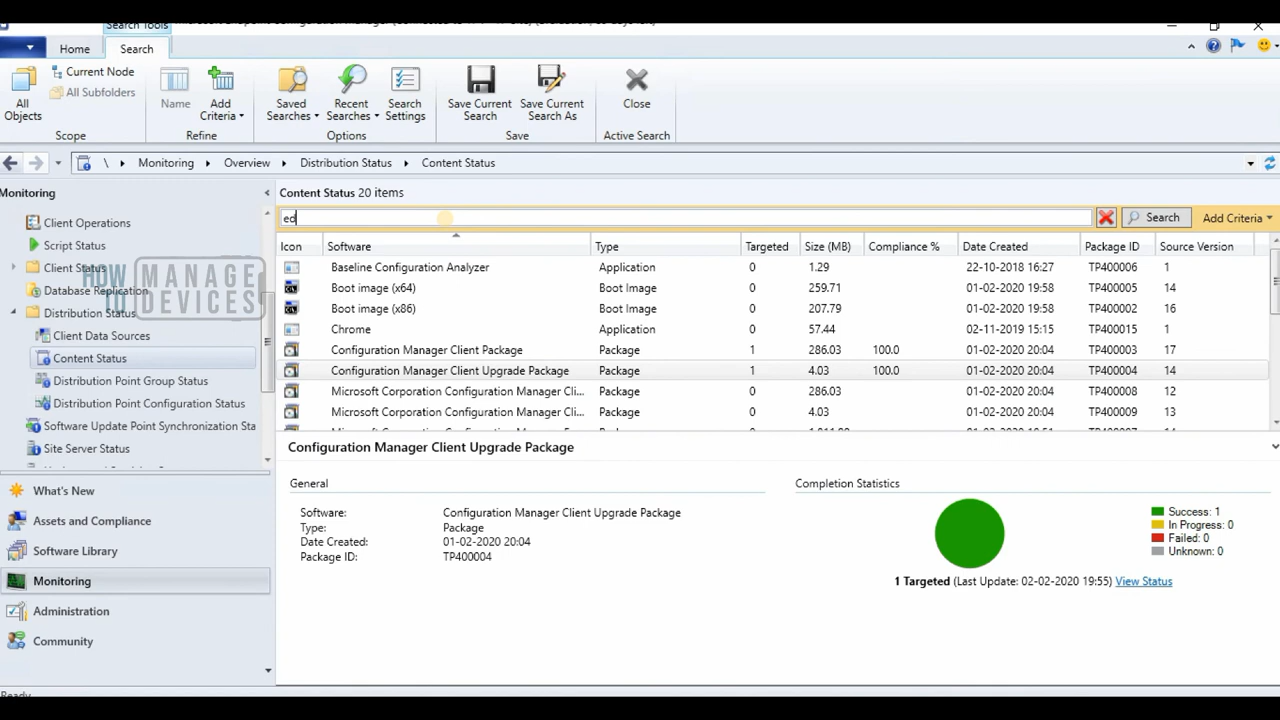 Search Tools
Home Search
Current Node
All Subfolders
All Objects
Scope
Name
Add Criteria
Refine
Saved Searches
Recent Searches
Search Settings
Options
Save Current Search
Save Current Search As
Save
Close
Active Search
\ Monitoring Overview Distribution Status Content Status
Monitoring
Client Operations
Script Status
Client Status
Database Replication
Distribution Status
Client Data Sources
Content Status
Distribution Point Group Status
Distribution Point Configuration Status
Software Update Point Synchronization Sta
Site Server Status
HOW TO MANAGE DEVICES
What's New
Assets and Compliance
Software Library
Monitoring
Administration
Community
Content Status 20 items
ed
Search Add Criteria
Icon Software Type Targeted Size (MB) Compliance % Date Created Package ID Source Version
Baseline Configuration Analyzer Application 0 1.29 22-10-2018 16:27 TP400006 1
Boot image (x64) Boot Image 0 259.71 01-02-2020 19:58 TP400005 14
Boot image (x86) Boot Image 0 207.79 01-02-2020 19:58 TP400002 16
Chrome Application 0 57.44 02-11-2019 15:15 TP400015 1
Configuration Manager Client Package Package 1 286.03 100.0 01-02-2020 20:04 TP400003 17
Configuration Manager Client Upgrade Package Package 1 4.03 100.0 01-02-2020 20:04 TP400004 14
Microsoft Corporation Configuration Manager Cli... Package 0 286.03 01-02-2020 20:04 TP400008 12
Microsoft Corporation Configuration Manager Cli... Package 0 4.03 01-02-2020 20:04 TP400009 13
Configuration Manager Client Upgrade Package
General
Software: Configuration Manager Client Upgrade Package
Type: Package
Date Created: 01-02-2020 20:04
Package ID: TP400004
Completion Statistics
Success: 1
In Progress: 0
Failed: 0
Unknown: 0
1 Targeted (Last Update: 02-02-2020 19:55) View Status
Ready